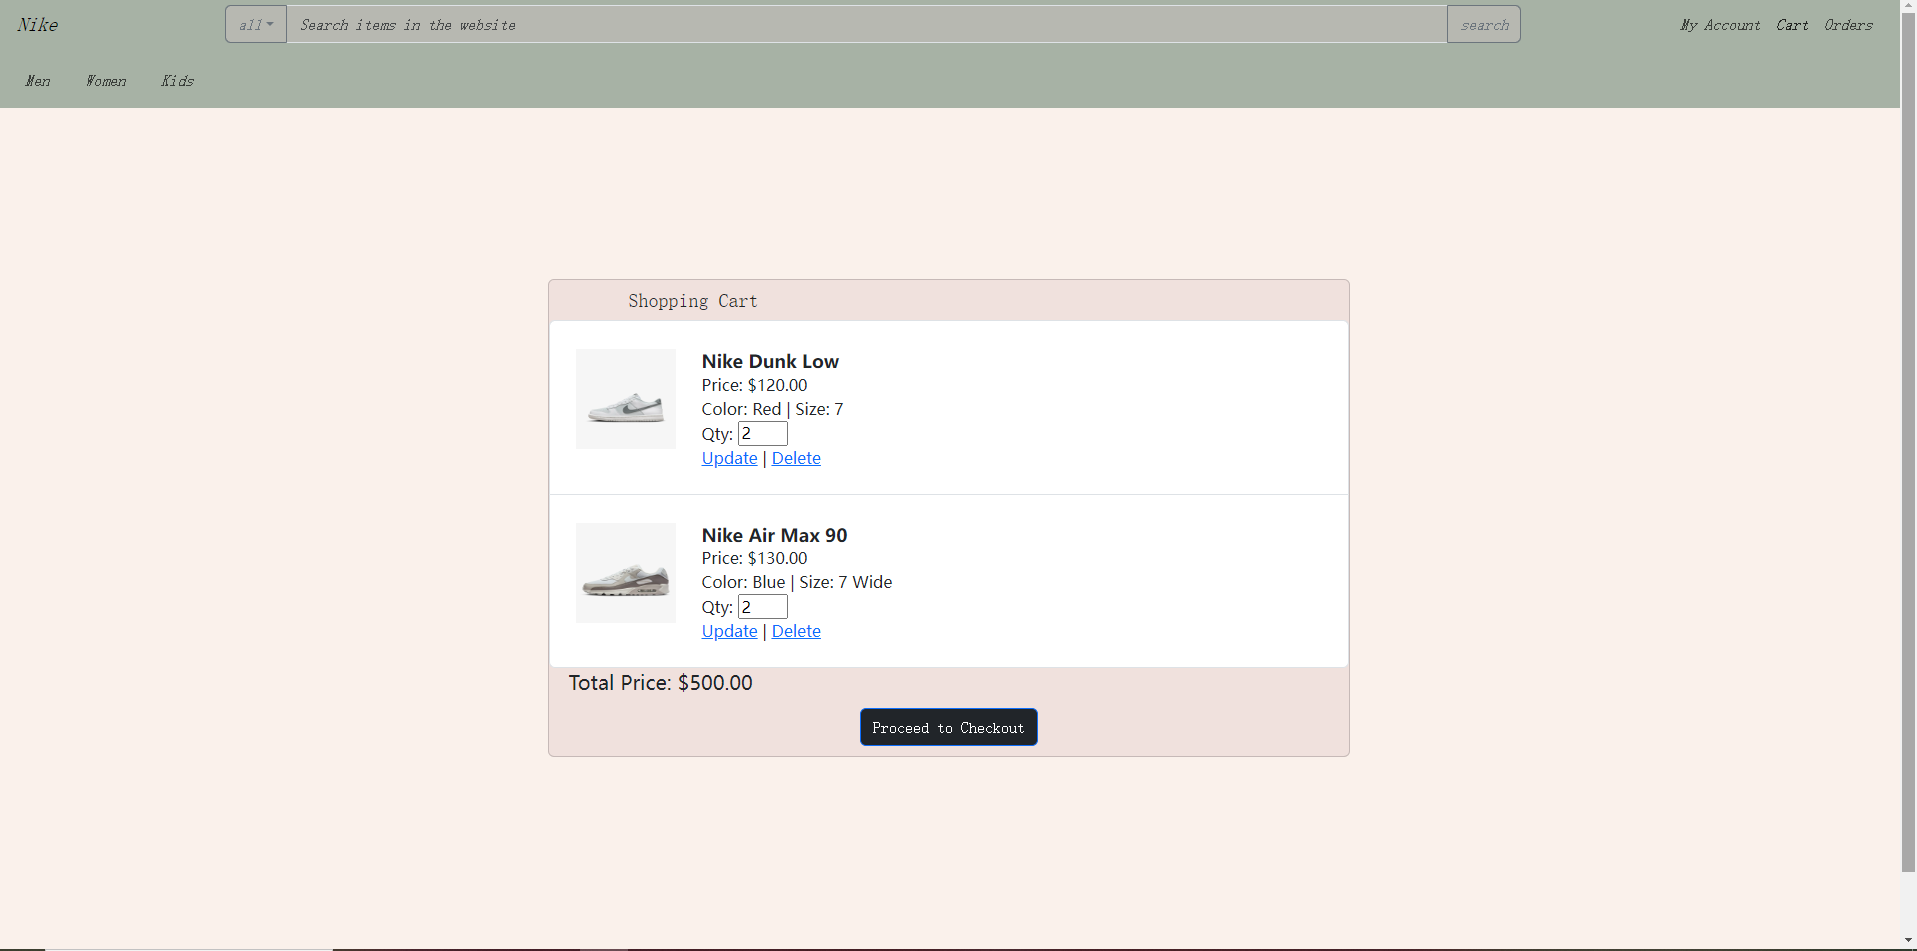 Nike
all
Search items in the website
search
My Account Cart Orders
Men Women Kids
Shopping Cart
Nike Dunk Low
Price: $120.00
Color: Red | Size: 7
Qty: 2
Update | Delete
Nike Air Max 90
Price: $130.00
Color: Blue | Size: 7 Wide
Qty: 2
Update | Delete
Total Price: $500.00
Proceed to Checkout